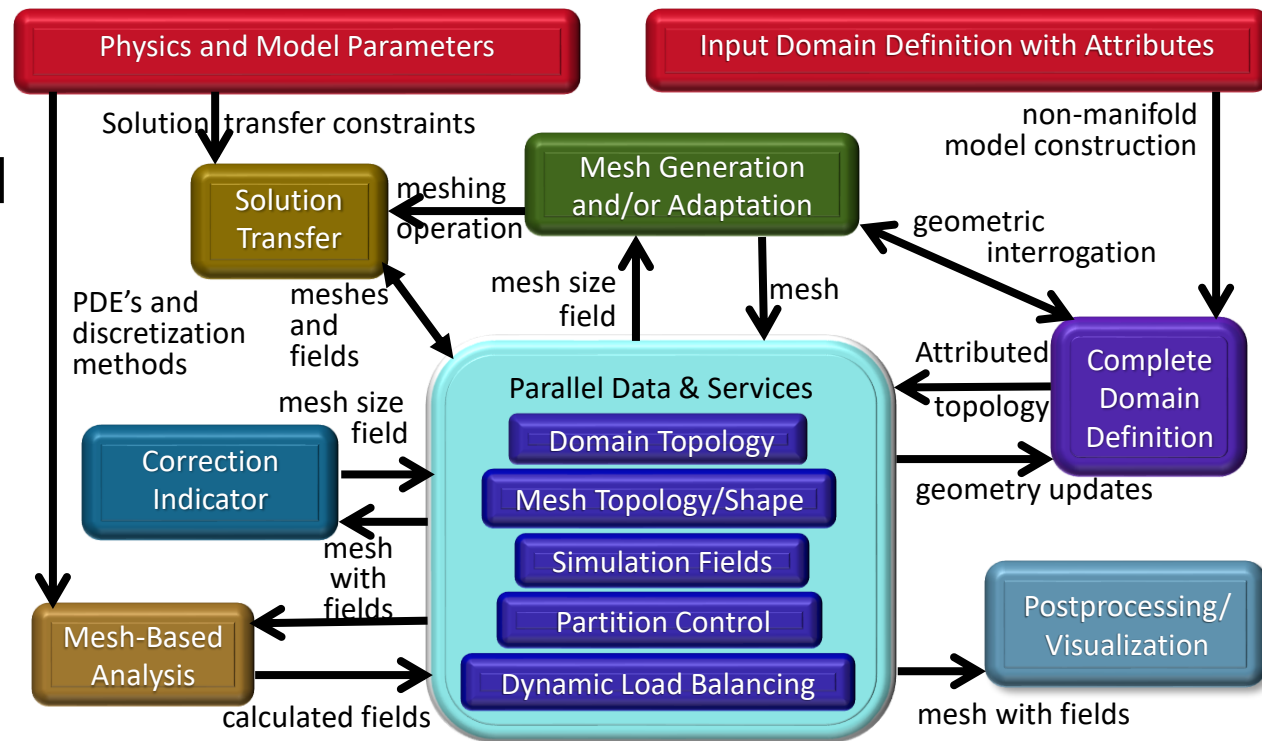 Physics and Model Parameters
Input Domain Definition with Attributes
Solution transfer constraints
non-manifold
model construction
Mesh Generation
and/or Adaptation
Solution
Transfer
meshing
operation
geometric
interrogation
PDE's and
discretization
methods
meshes
and
fields
mesh size
field
mesh
Attributed
topology
Complete
Domain
Definition
Parallel Data & Services
Domain Topology
Mesh Topology/Shape
Simulation Fields
Partition Control
Dynamic Load Balancing
mesh size
field
Correction
Indicator
geometry updates
mesh
with
fields
Mesh-Based
Analysis
calculated fields
Postprocessing/
Visualization
mesh with fields